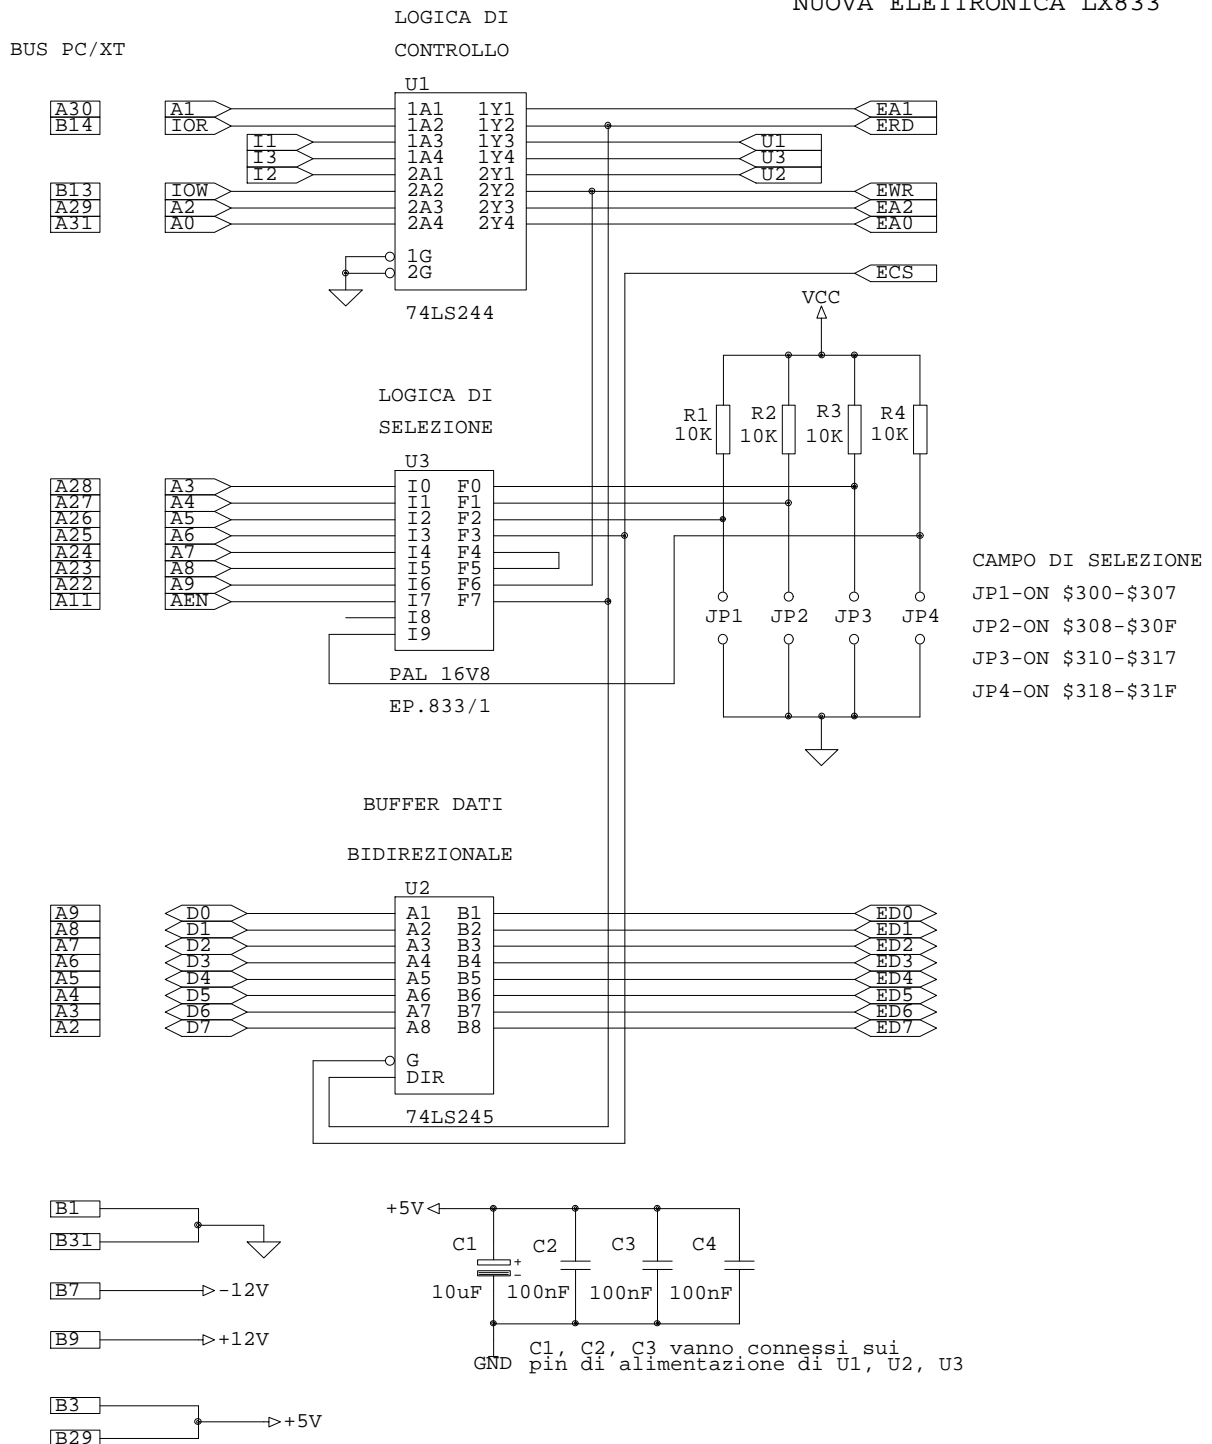 NUOVA ELETTRONICA LX833
LOGICA DI
CONTROLLO
BUS PC/XT
U1
A30 A1 1A1 1Y1 EA1
B14 IOR 1A2 1Y2 ERD
I1 1A3 1Y3 U1
I3 1A4 1Y4 U3
I2 2A1 2Y1 U2
B13 IOW 2A2 2Y2 EWR
A29 A2 2A3 2Y3 EA2
A31 A0 2A4 2Y4 EA0
1G
2G
ECS
74LS244
VCC
LOGICA DI
SELEZIONE
R1 10K
R2 10K
R3 10K
R4 10K
U3
A28 A3 I0 F0
A27 A4 I1 F1
A26 A5 I2 F2
A25 A6 I3 F3
A24 A7 I4 F4
A23 A8 I5 F5
A22 A9 I6 F6
A11 AEN I7 F7
I8
I9
PAL 16V8
EP.833/1
JP1 JP2 JP3 JP4
CAMPO DI SELEZIONE
JP1-ON $300-$307
JP2-ON $308-$30F
JP3-ON $310-$317
JP4-ON $318-$31F
BUFFER DATI
BIDIREZIONALE
U2
A9 D0 A1 B1 ED0
A8 D1 A2 B2 ED1
A7 D2 A3 B3 ED2
A6 D3 A4 B4 ED3
A5 D4 A5 B5 ED4
A4 D5 A6 B6 ED5
A3 D6 A7 B7 ED6
A2 D7 A8 B8 ED7
G
DIR
74LS245
B1
B31
B7 -12V
B9 +12V
B3
B29
+5V
+5V
C1 C2 C3 C4
+
-
10uF 100nF 100nF 100nF
GND
C1, C2, C3 vanno connessi sui
pin di alimentazione di U1, U2, U3